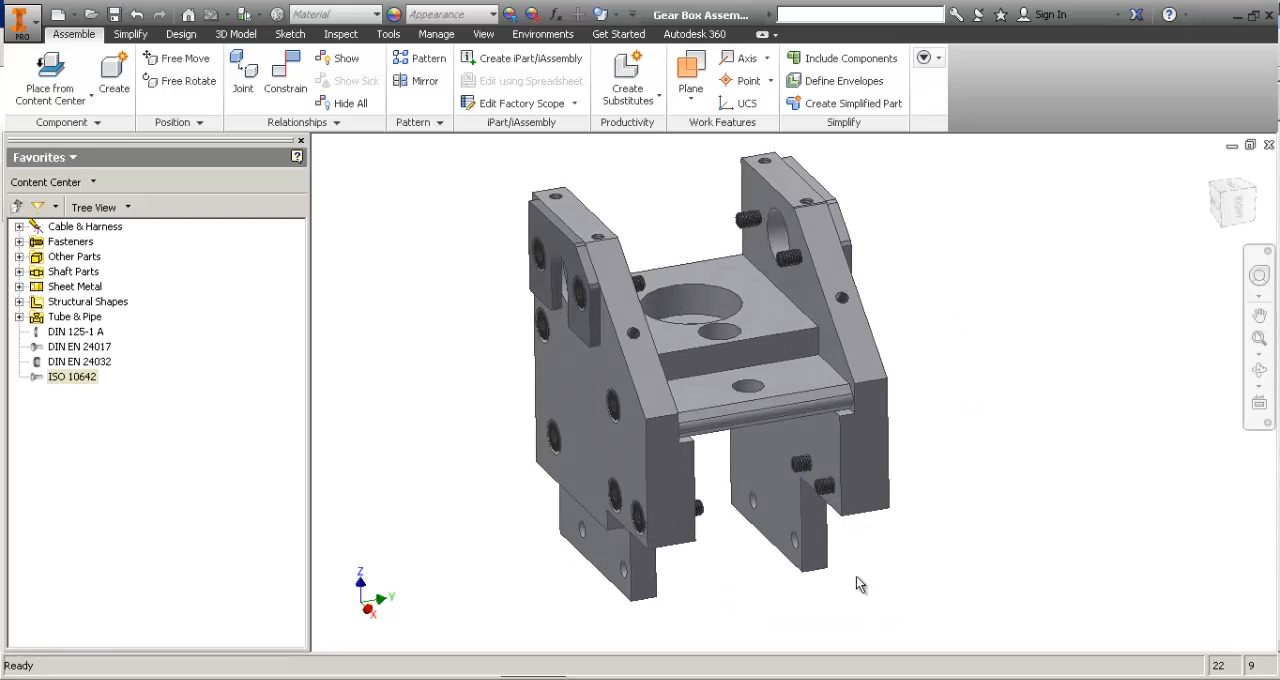 Material
Appearance
Gear Box Assem...
Sign In
PRO
Assemble Simplify Design 3D Model Sketch Inspect Tools Manage View Environments Get Started Autodesk 360
Place from Content Center
Create
Free Move
Free Rotate
Joint
Constrain
Show
Show Sick
Hide All
Pattern
Mirror
Create iPart/iAssembly
Edit using Spreadsheet
Edit Factory Scope
Create Substitutes
Plane
Axis
Point
UCS
Include Components
Define Envelopes
Create Simplified Part
Component Position Relationships Pattern iPart/iAssembly Productivity Work Features Simplify
Favorites
Content Center
Tree View
Cable & Harness
Fasteners
Other Parts
Shaft Parts
Sheet Metal
Structural Shapes
Tube & Pipe
DIN 125-1 A
DIN EN 24017
DIN EN 24032
ISO 10642
RIGHT
Z
Y
X
Ready 22 9